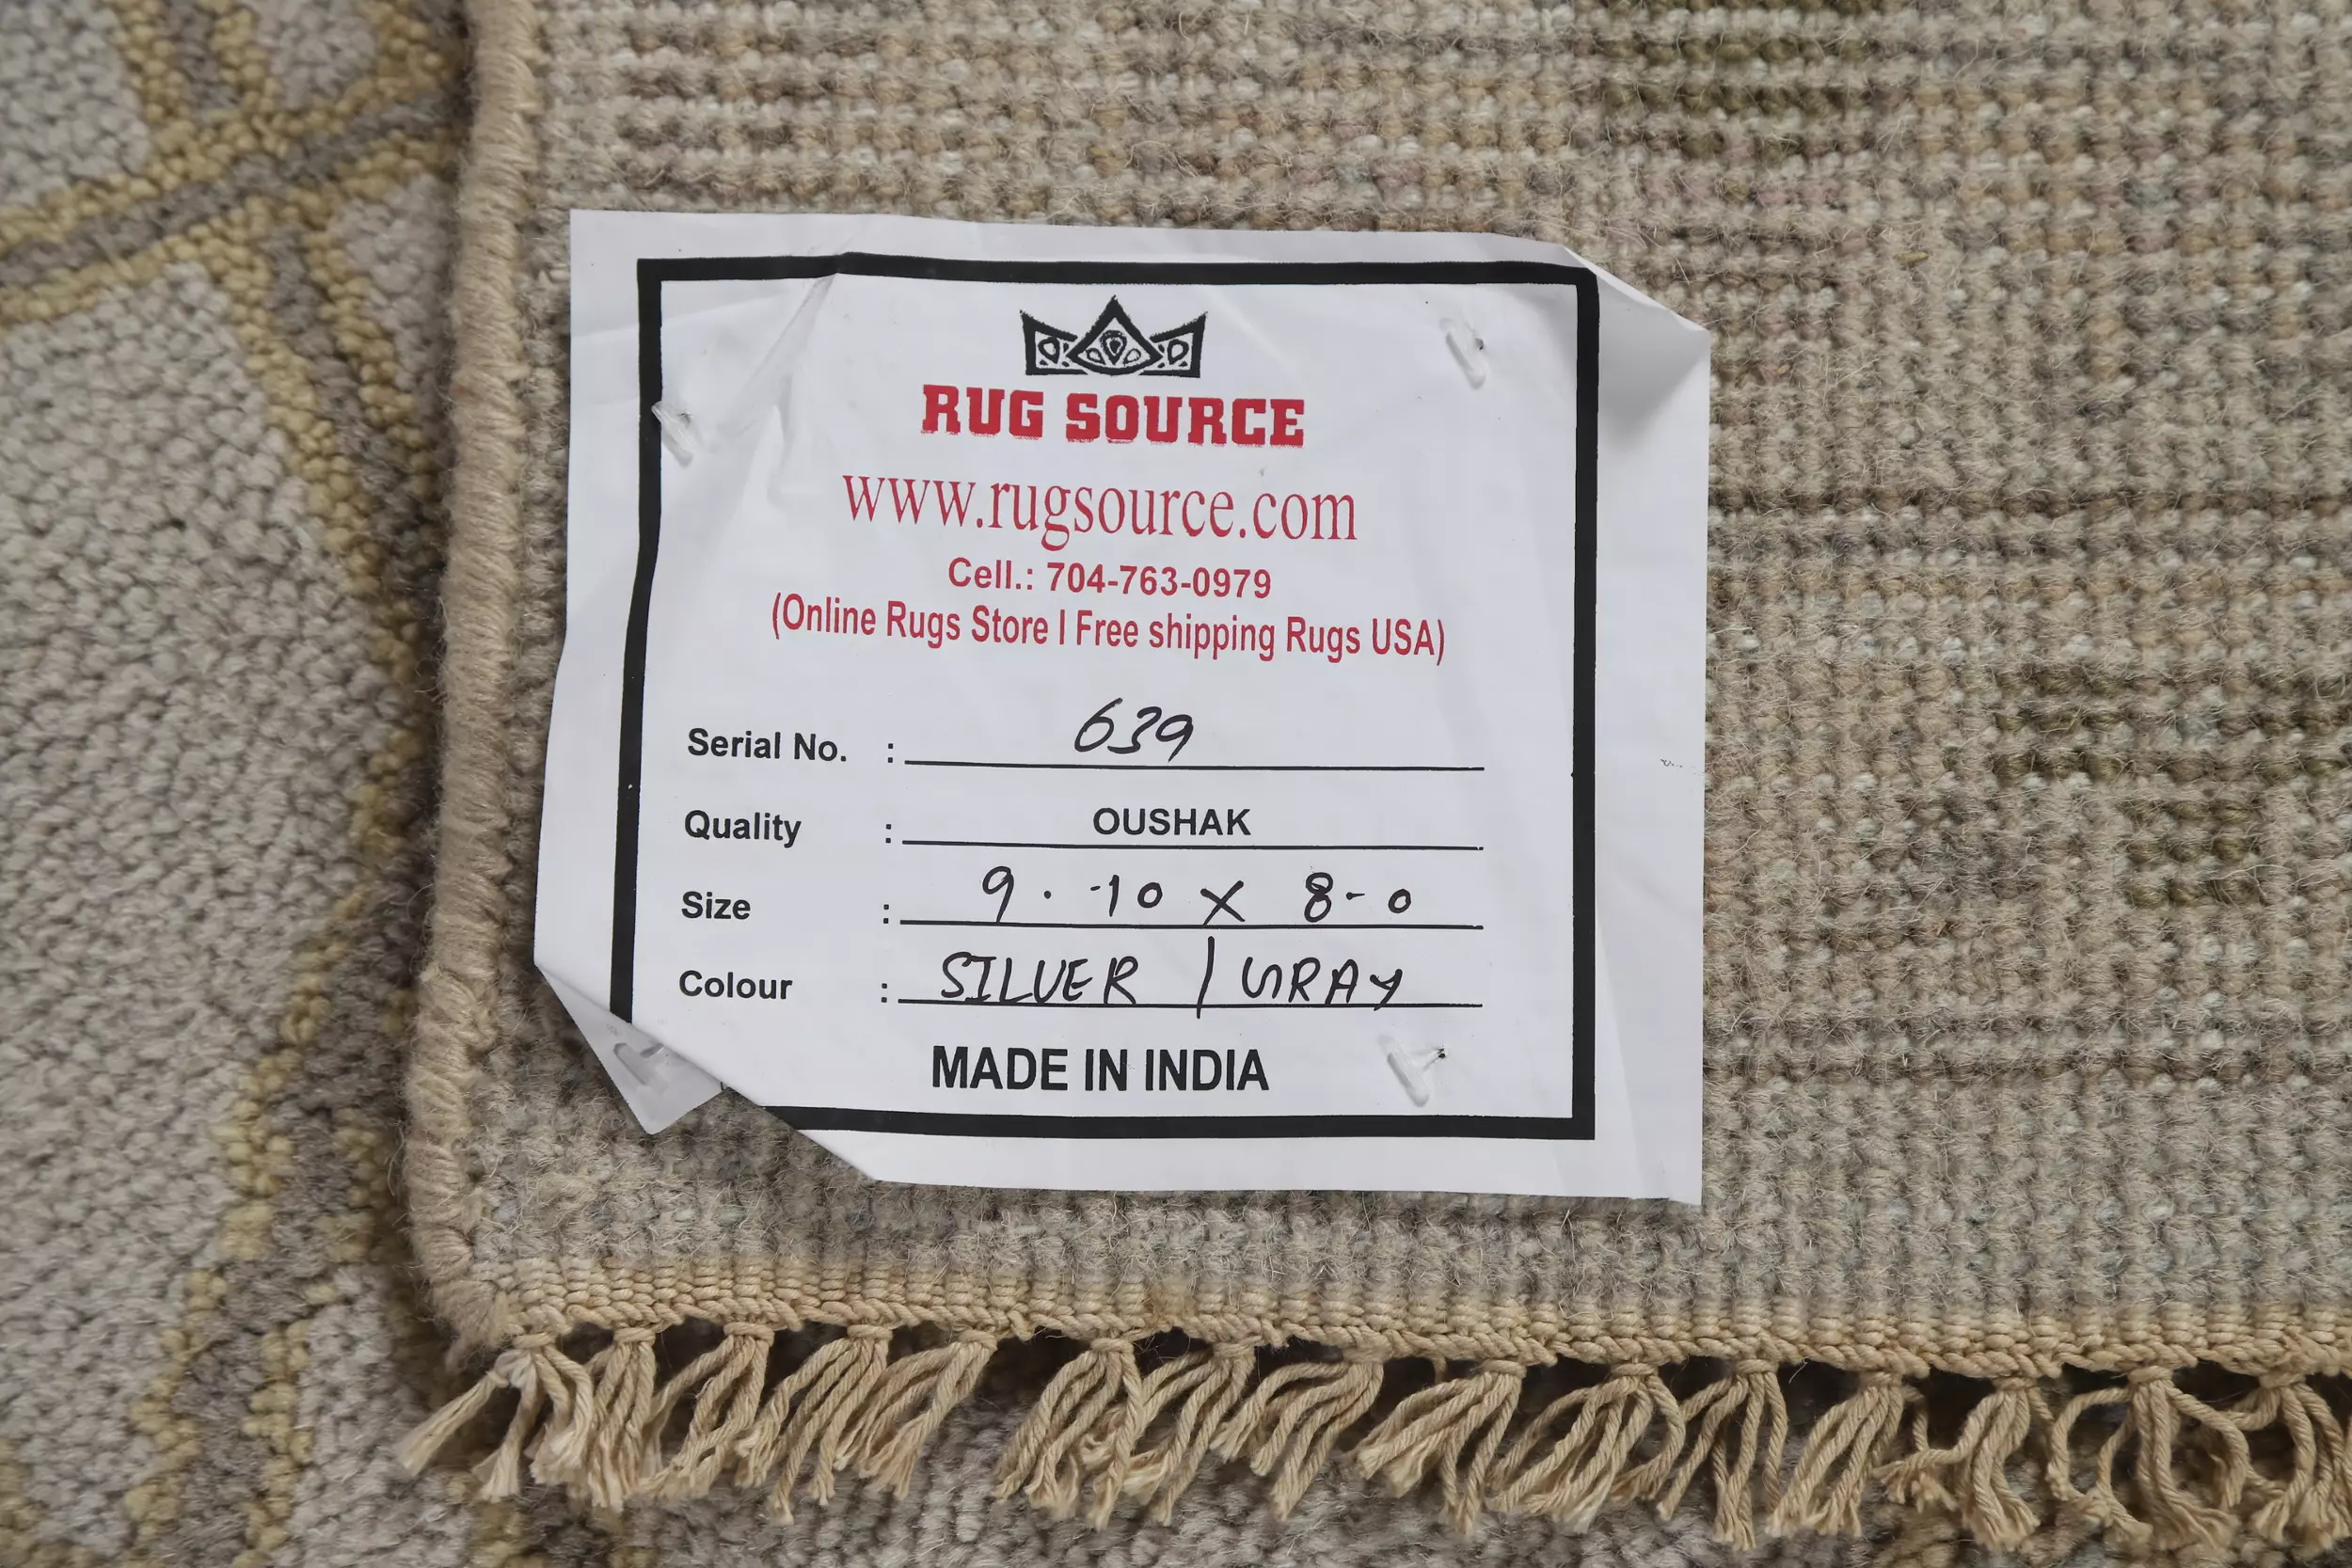 RUG SOURCE
www.rugsource.com
Cell.: 704-763-0979
(Online Rugs Store I Free shipping Rugs USA)
Serial No. : 639
Quality : OUSHAK
Size : 9. -10 X 8-0
Colour : SILVER / GRAY
MADE IN INDIA